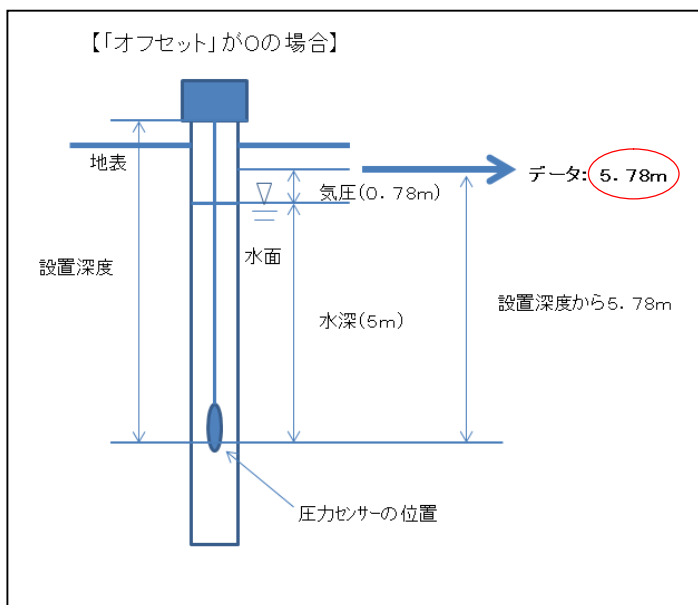 【「オフセット」が0の場合】
地表
気圧(0.78m)
データ: 5.78m
設置深度
水面
水深(5m)
設置深度から5.78m
圧力センサーの位置